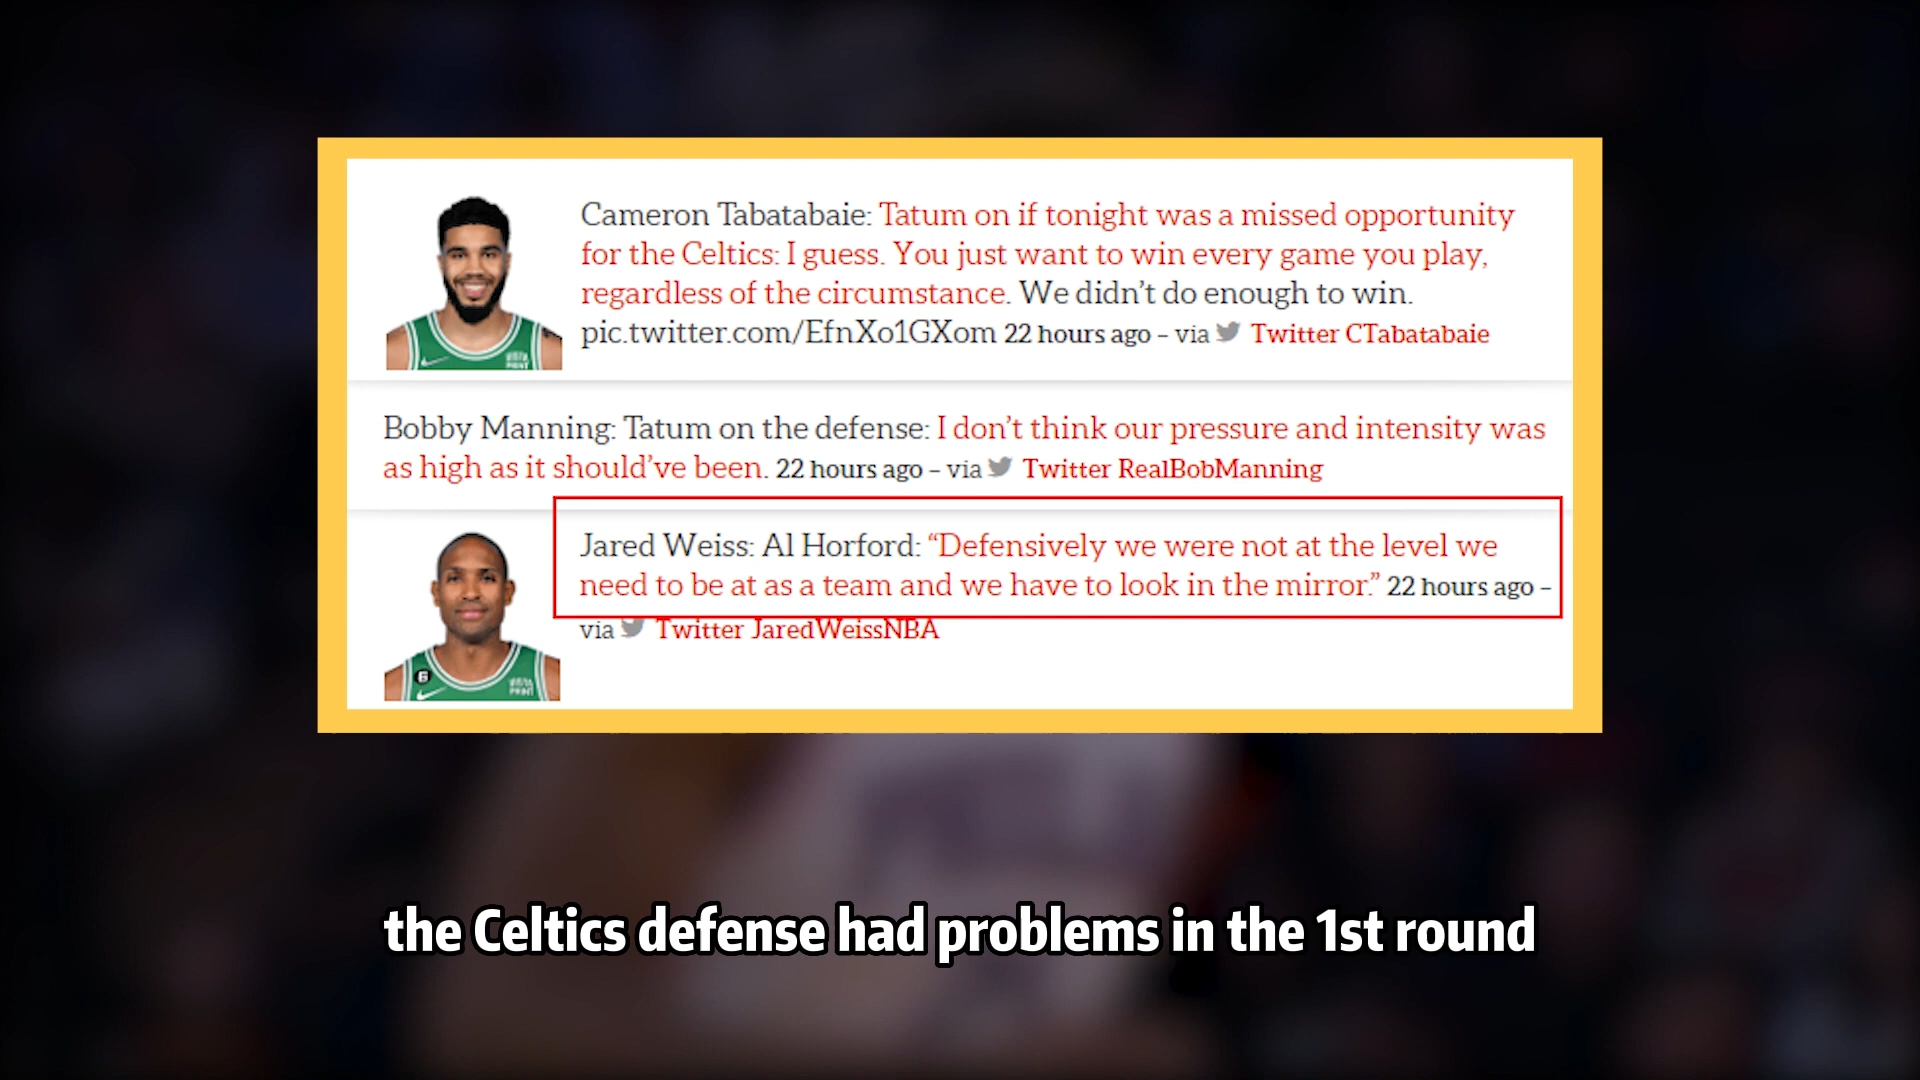 Cameron Tabatabaie: Tatum on if tonight was a missed opportunity
for the Celtics: I guess. You just want to win every game you play,
regardless of the circumstance. We didn’t do enough to win.
pic.twitter.com/EfnXo1GXom 22 hours ago – via Twitter CTabatabaie
Bobby Manning: Tatum on the defense: I don’t think our pressure and intensity was
as high as it should’ve been. 22 hours ago – via Twitter RealBobManning
Jared Weiss: Al Horford: “Defensively we were not at the level we
need to be at as a team and we have to look in the mirror.” 22 hours ago –
via Twitter JaredWeissNBA
6
the Celtics defense had problems in the 1st round